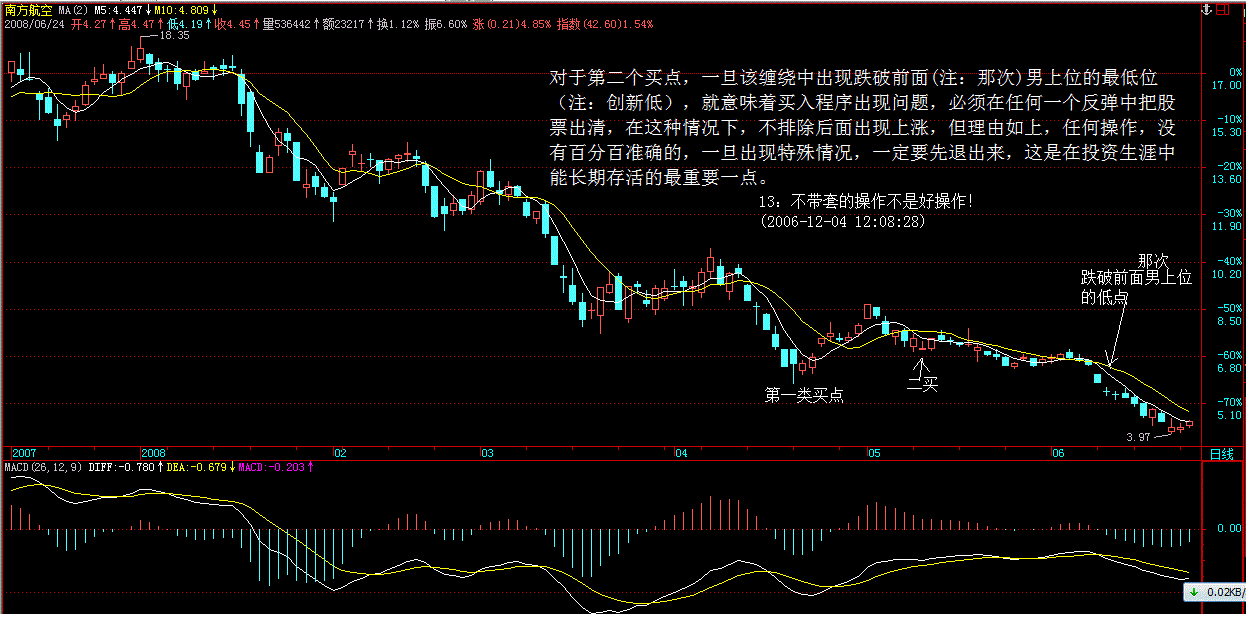 南方航空 MA(2) M5:4.447↓M10:4.809↓
2008/06/24 开4.27↑高4.47↑低4.19↑收4.45↑量536442↑额23217↑换1.12% 振6.60% 涨(0.21)4.85% 指数(42.60)1.54%
18.35
对于第二个买点，一旦该缠绕中出现跌破前面(注：那次)男上位的最低位
（注：创新低），就意味着买入程序出现问题，必须在任何一个反弹中把股
票出清，在这种情况下，不排除后面出现上涨，但理由如上，任何操作，没
有百分百准确的，一旦出现特殊情况，一定要先退出来，这是在投资生涯中
能长期存活的最重要一点。
13：不带套的操作不是好操作！
(2006-12-04 12:08:28)
0%
17.00
-10%
15.30
-20%
13.60
-30%
11.90
-40%
10.20
-50%
8.50
-60%
6.80
-70%
5.10
那次
跌破前面男上位
的低点
第一类买点
二买
3.97
2007 2008 02 03 04 05 06 日线
MACD(26,12,9) DIFF:-0.780↑DEA:-0.679↓MACD:-0.203↑
0.00
0.02KB/